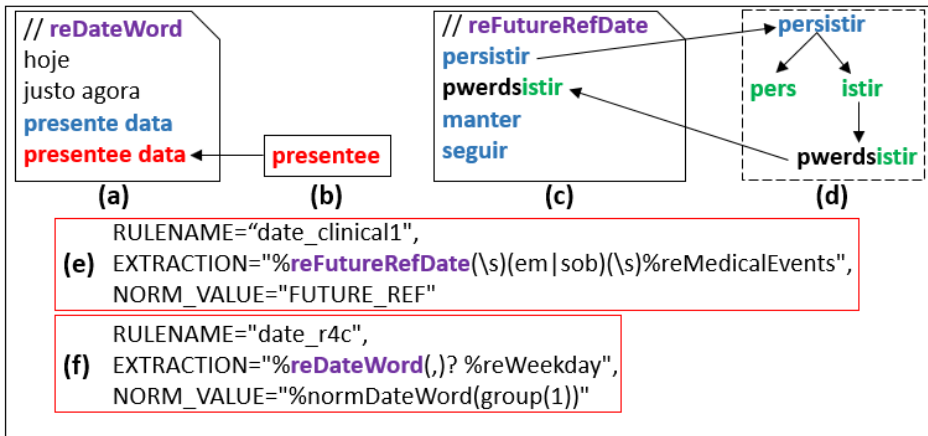 // reDateWord
hoje
justo agora
presente data
presentee data
(a)
presentee
(b)
// reFutureRefDate
persistir
pwerdsistir
manter
seguir
(c)
persistir
pers istir
pwerdsistir
(d)
(e)
RULENAME=“date_clinical1",
EXTRACTION="%reFutureRefDate(\s)(em|sob)(\s)%reMedicalEvents",
NORM_VALUE="FUTURE_REF"
(f)
RULENAME="date_r4c",
EXTRACTION="%reDateWord(,)? %reWeekday",
NORM_VALUE="%normDateWord(group(1))"